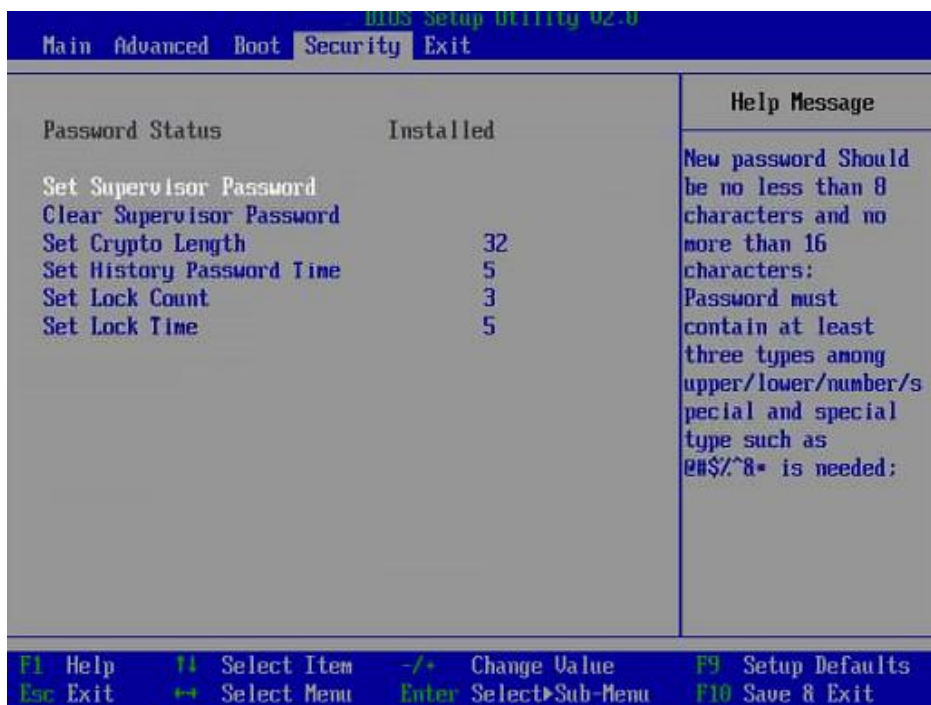 BIOS Setup Utility V2.0
Main Advanced Boot Security Exit
Password Status Installed
Set Supervisor Password
Clear Supervisor Password
Set Crypto Length 32
Set History Password Time 5
Set Lock Count 3
Set Lock Time 5
Help Message
New password Should
be no less than 8
characters and no
more than 16
characters;
Password must
contain at least
three types among
upper/lower/number/s
pecial and special
type such as
@#$%^&* is needed;
F1 Help ↑↓ Select Item -/+ Change Value F9 Setup Defaults
Esc Exit ←→ Select Menu Enter Select▶Sub-Menu F10 Save & Exit